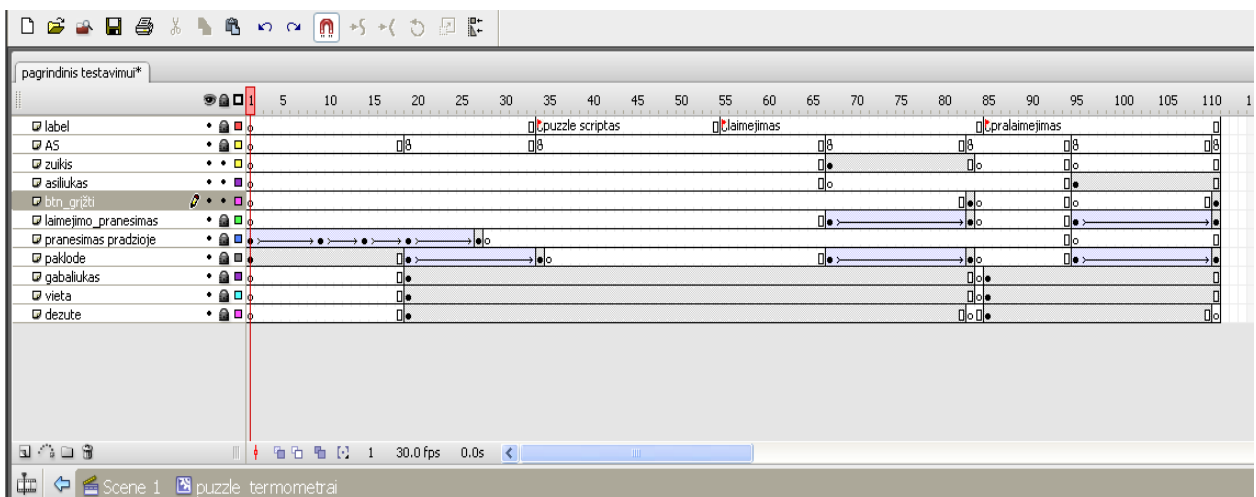 pagrindinis testavimui*
1 5 10 15 20 25 30 35 40 45 50 55 60 65 70 75 80 85 90 95 100 105 110 1
label puzzle scriptas laimejimas pralaimejimas
AS
zuikis
asiliukas
btn_grįžti
laimejimo_pranesimas
pranesimas pradzioje
paklode
gabaliukas
vieta
dezute
1 30.0 fps 0.0s
Scene 1 puzzle termometrai